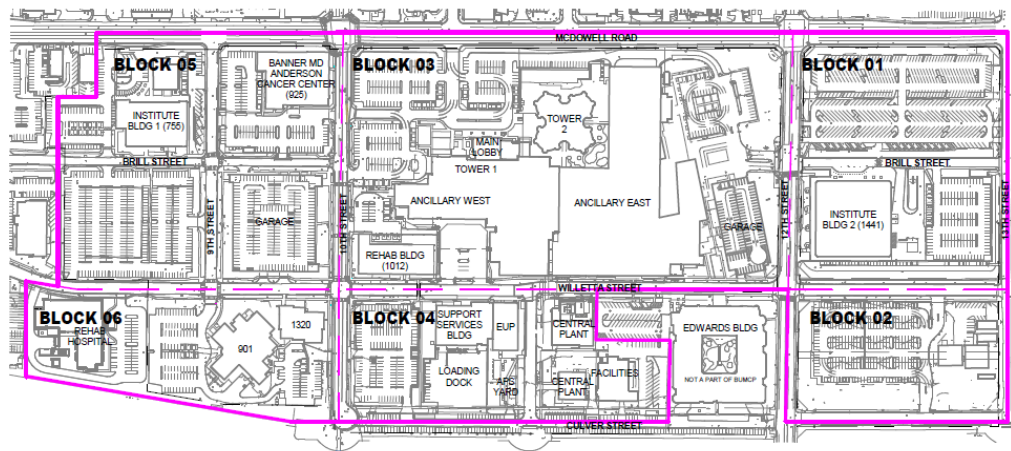 MCDOWELL ROAD
BLOCK 05
BANNER MD
ANDERSON
CANCER CENTER
(925)
BLOCK 03
BLOCK 01
INSTITUTE
BLDG 1 (755)
TOWER
2
MAIN
LOBBY
TOWER 1
BRILL STREET
BRILL STREET
ANCILLARY WEST
ANCILLARY EAST
9TH STREET
GARAGE
10TH STREET
REHAB BLDG
(1012)
GARAGE
12TH STREET
INSTITUTE
BLDG 2 (1441)
13TH STREET
WILLETTA STREET
BLOCK 06
REHAB
HOSPITAL
901
1320
BLOCK 04
SUPPORT
SERVICES
BLDG
EUP
LOADING
DOCK
APS
YARD
CENTRAL
PLANT
CENTRAL
PLANT
FACILITIES
EDWARDS BLDG
NOT A PART OF BUMCP
BLOCK 02
CULVER STREET